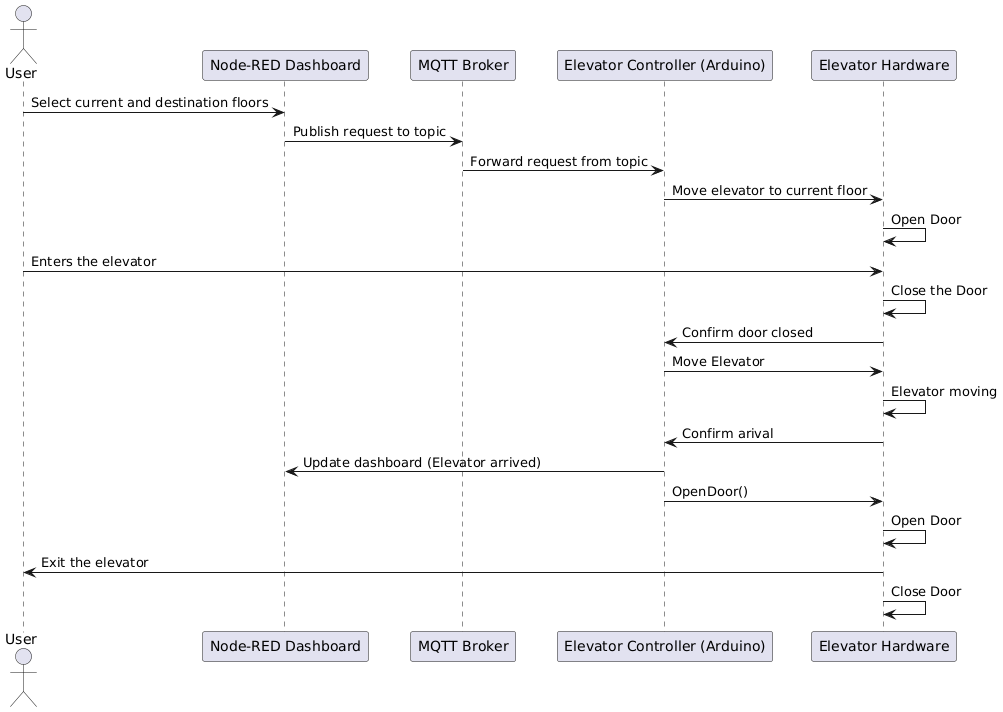 User
Node-RED Dashboard
MQTT Broker
Elevator Controller (Arduino)
Elevator Hardware
Select current and destination floors
Publish request to topic
Forward request from topic
Move elevator to current floor
Open Door
Enters the elevator
Close the Door
Confirm door closed
Move Elevator
Elevator moving
Confirm arival
Update dashboard (Elevator arrived)
OpenDoor()
Open Door
Exit the elevator
Close Door
User
Node-RED Dashboard
MQTT Broker
Elevator Controller (Arduino)
Elevator Hardware